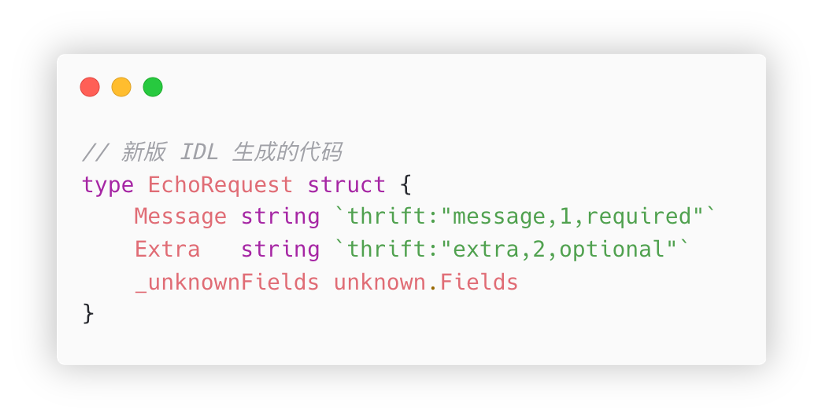 // 新版 IDL 生成的代码
type EchoRequest struct {
    Message string `thrift:"message,1,required"`
    Extra   string `thrift:"extra,2,optional"`
    _unknownFields unknown.Fields
}